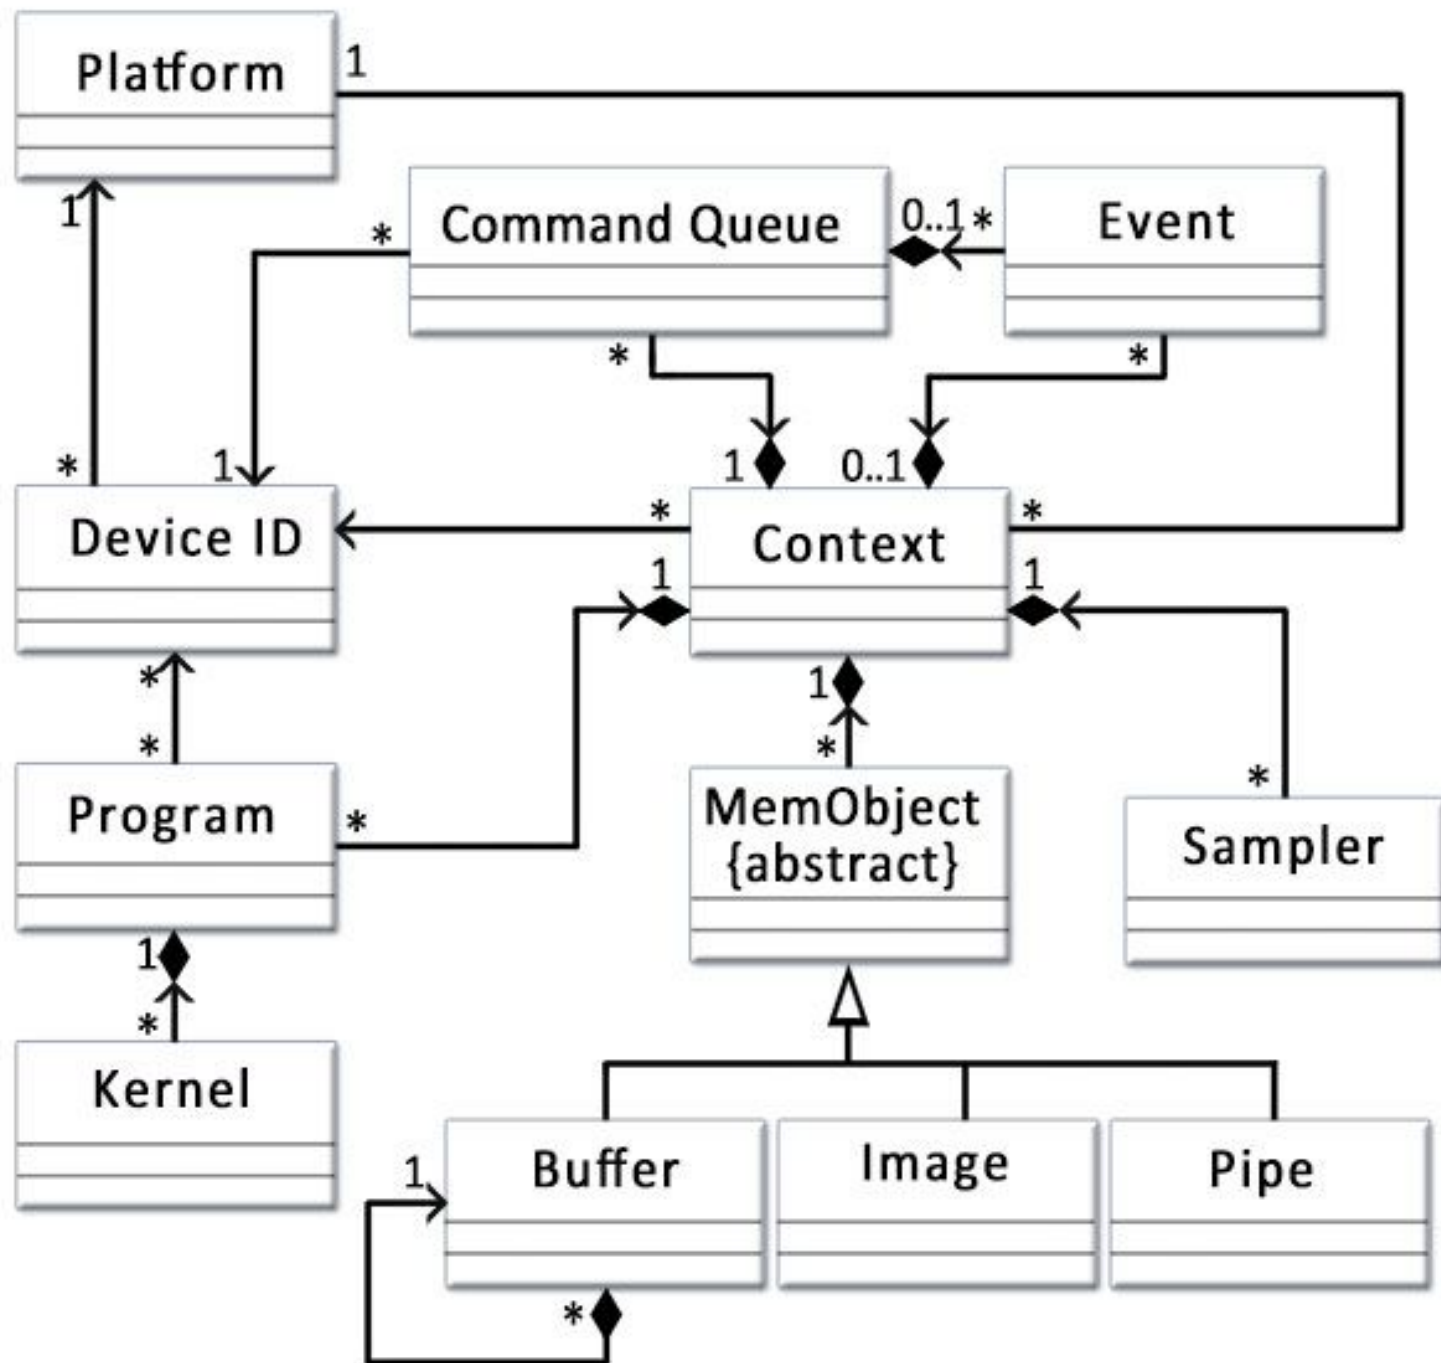 Platform
1
1
Command Queue
0..1
*
Event
*
*
*
*
1
1
0..1
Device ID
*
Context
*
1
1
*
*
1
*
Program
*
MemObject
{abstract}
*
Sampler
1
*
Kernel
1
Buffer
Image
Pipe
*